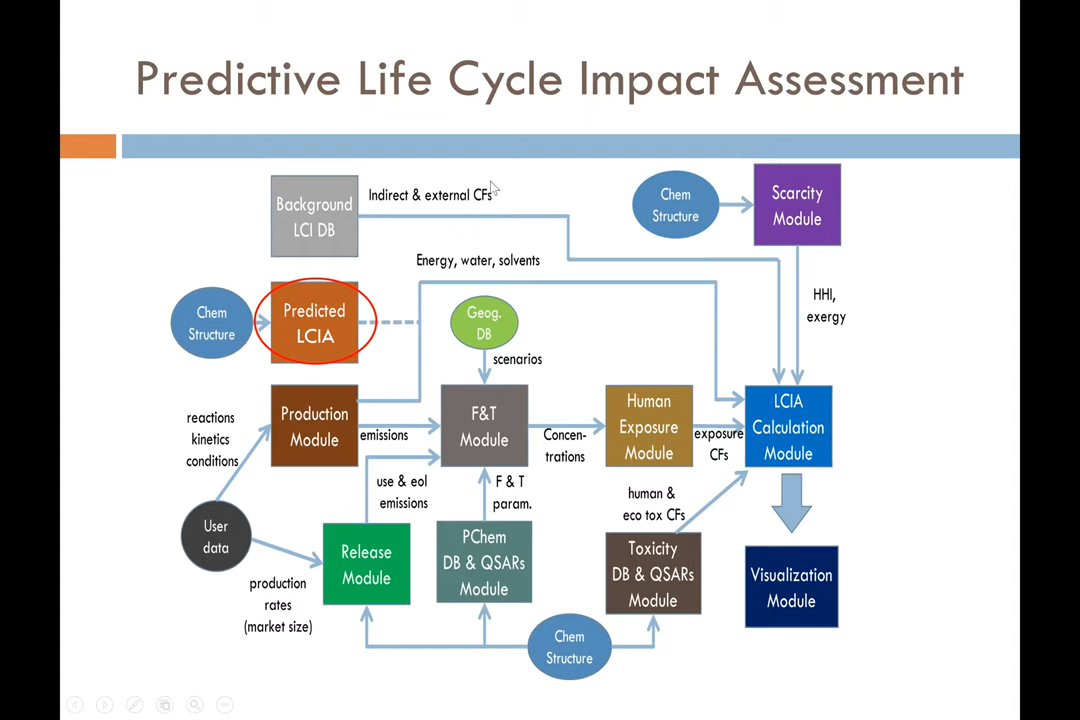 Predictive Life Cycle Impact Assessment
Background
LCI DB
Indirect & external CFs
Chem
Structure
Scarcity
Module
Energy, water, solvents
HHI,
exergy
Chem
Structure
Predicted
LCIA
Geog.
DB
scenarios
reactions
kinetics
conditions
Production
Module
emissions
F&T
Module
Concen-
trations
Human
Exposure
Module
exposure
CFs
LCIA
Calculation
Module
use & eol
emissions
F & T
param.
human &
eco tox CFs
User
data
production
rates
(market size)
Release
Module
PChem
DB & QSARs
Module
Toxicity
DB & QSARs
Module
Visualization
Module
Chem
Structure